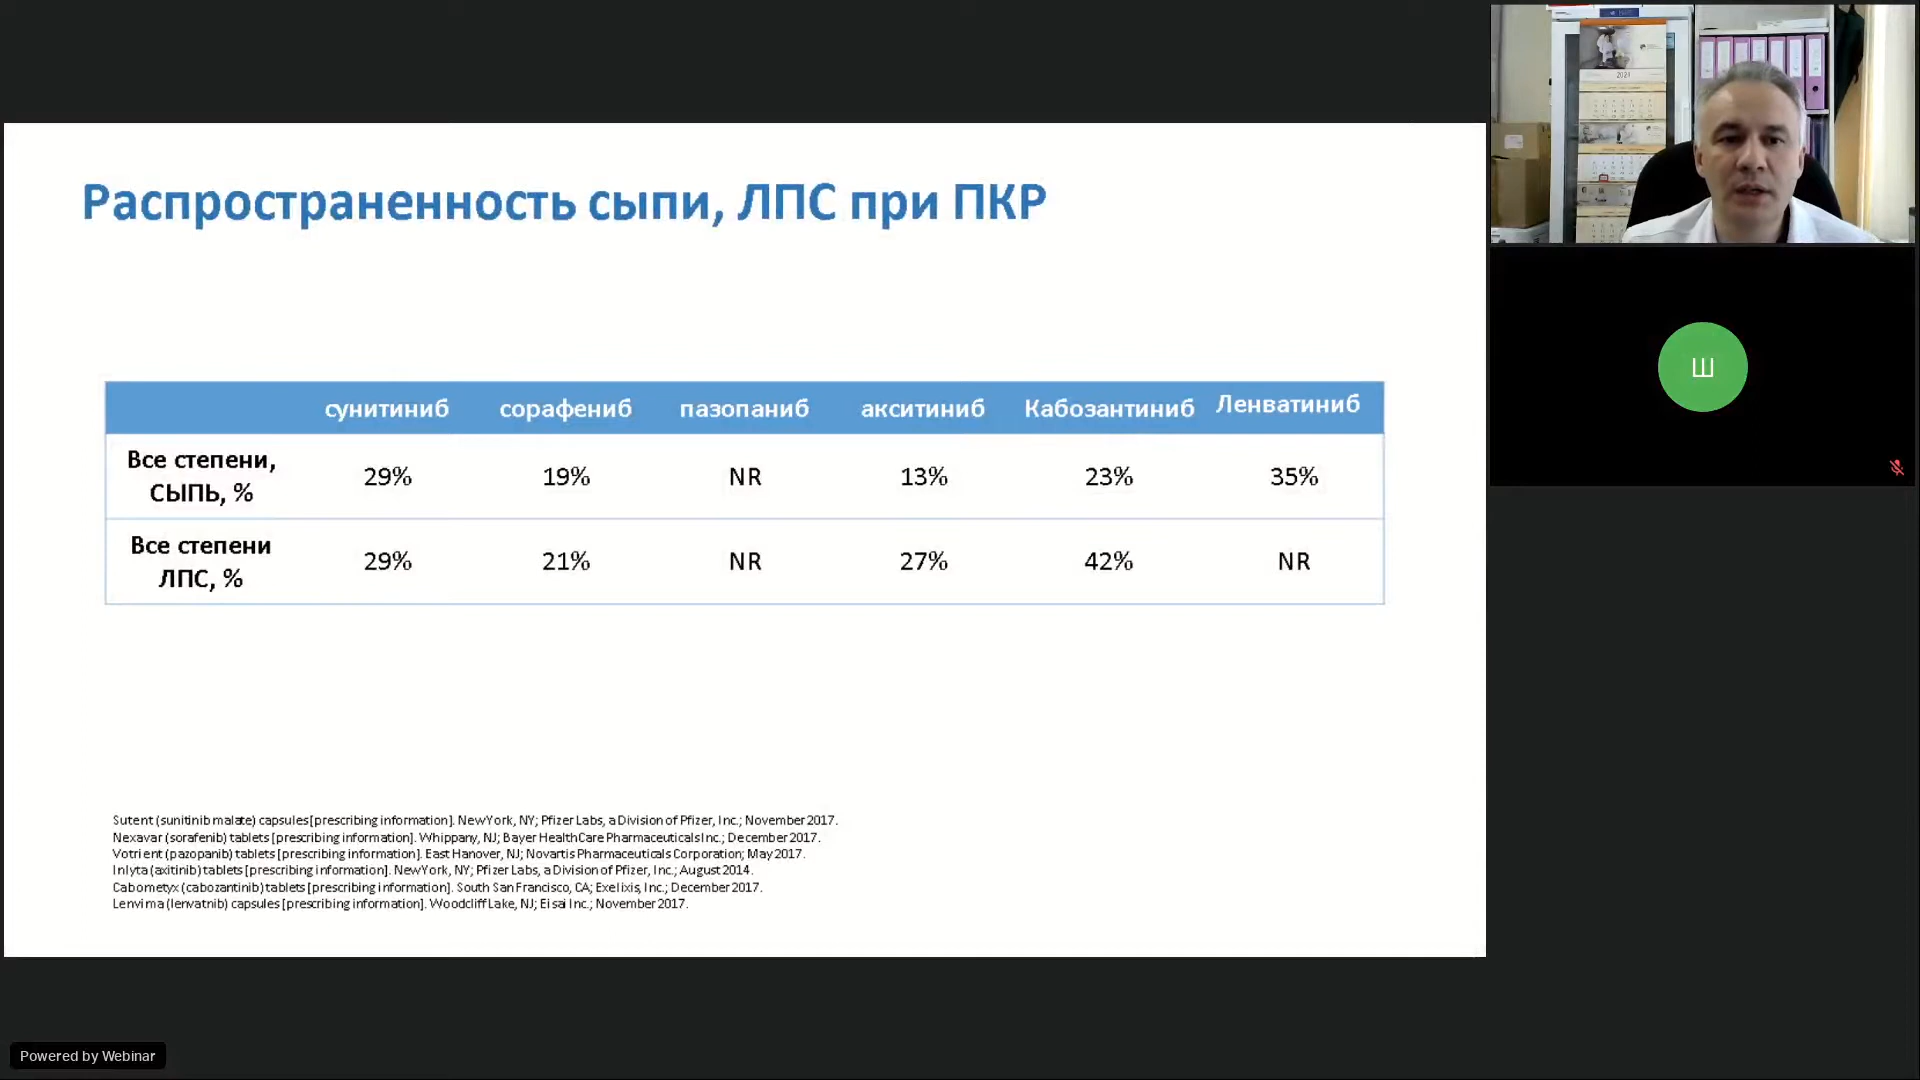 Распространенность сыпи, ЛПС при ПКР
сунитиниб сорафениб пазопаниб акситиниб Кабозантиниб Ленватиниб
Все степени,
СЫПЬ, % 29% 19% NR 13% 23% 35%
Все степени
ЛПС, % 29% 21% NR 27% 42% NR
Sutent (sunitinib malate) capsules [prescribing information]. New York, NY; Pfizer Labs, a Division of Pfizer, Inc.; November 2017.
Nexavar (sorafenib) tablets [prescribing information]. Whippany, NJ; Bayer HealthCare Pharmaceuticals Inc.; December 2017.
Votrient (pazopanib) tablets [prescribing information]. East Hanover, NJ; Novartis Pharmaceuticals Corporation; May 2017.
Inlyta (axitinib) tablets [prescribing information]. New York, NY; Pfizer Labs, a Division of Pfizer, Inc.; August 2014.
Cabometyx (cabozantinib) tablets [prescribing information]. South San Francisco, CA; Exelixis, Inc.; December 2017.
Lenvima (lenvatnib) capsules [prescribing information]. Woodcliff Lake, NJ; Eisai Inc.; November 2017.
2021
Ш
Powered by Webinar